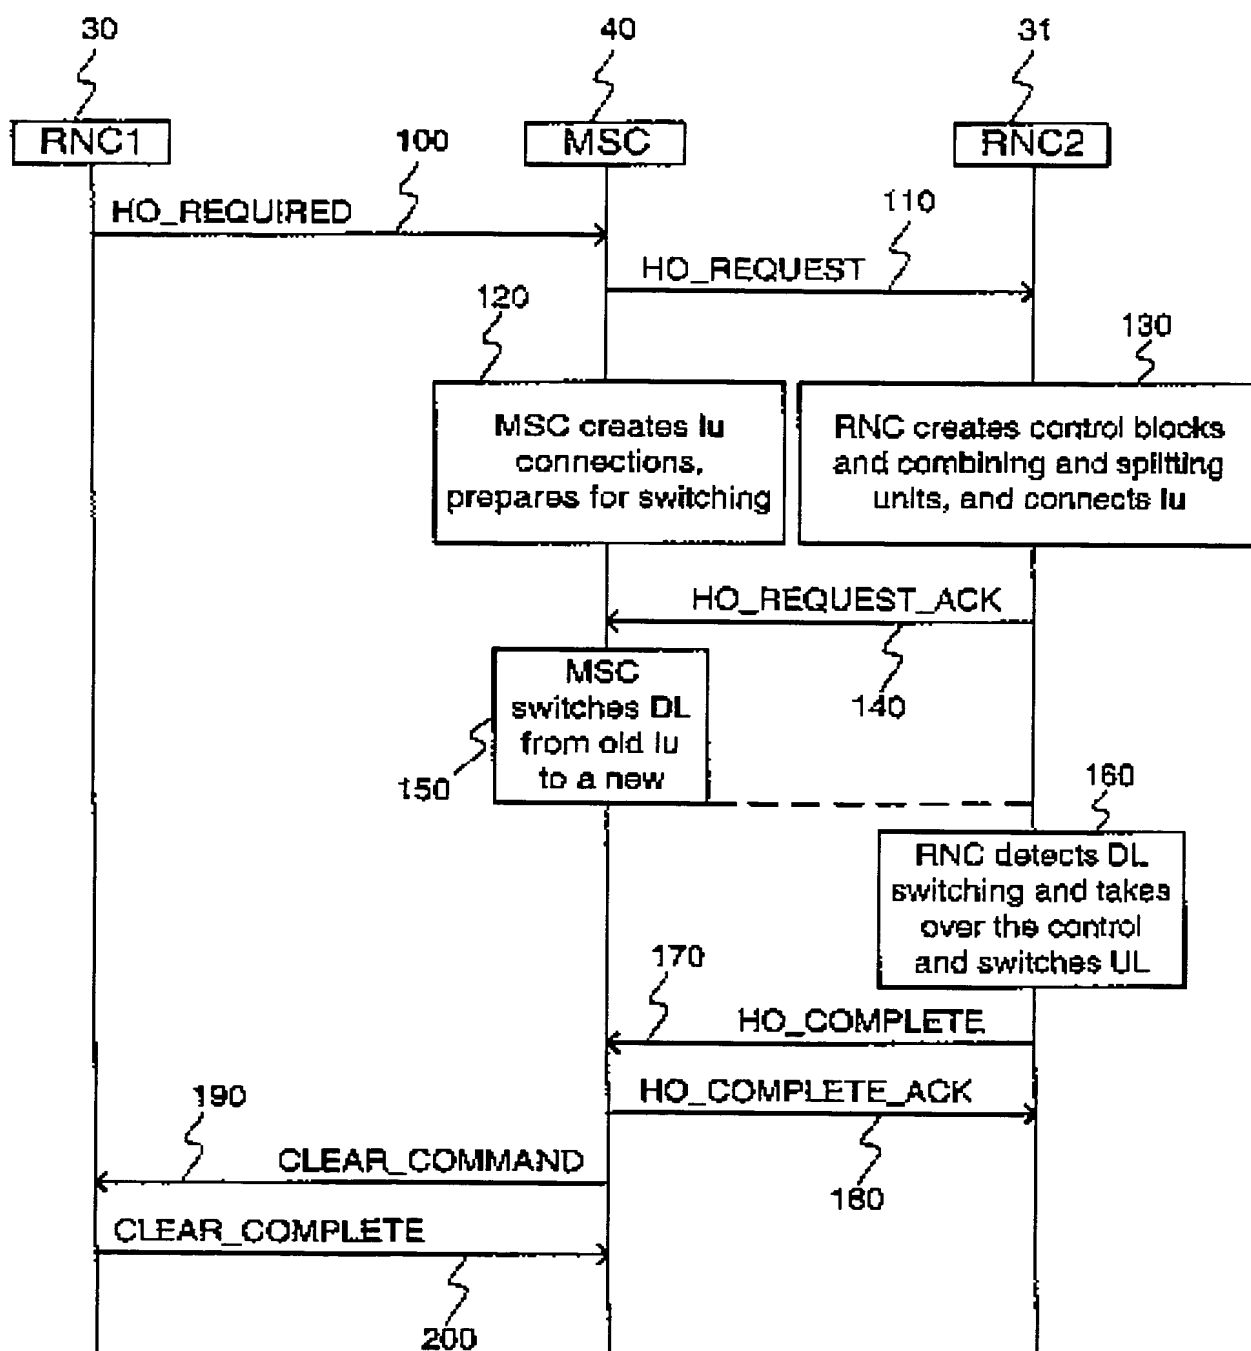 30
40
31
RNC1
MSC
RNC2
100
HO_REQUIRED
110
HO_REQUEST
120
130
MSC creates Iu
connections,
prepares for switching
RNC creates control blocks
and combining and splitting
units, and connects Iu
HO_REQUEST_ACK
140
MSC
switches DL
from old Iu
to a new
150
160
RNC detects DL
switching and takes
over the control
and switches UL
170
HO_COMPLETE
HO_COMPLETE_ACK
180
190
CLEAR_COMMAND
CLEAR_COMPLETE
200